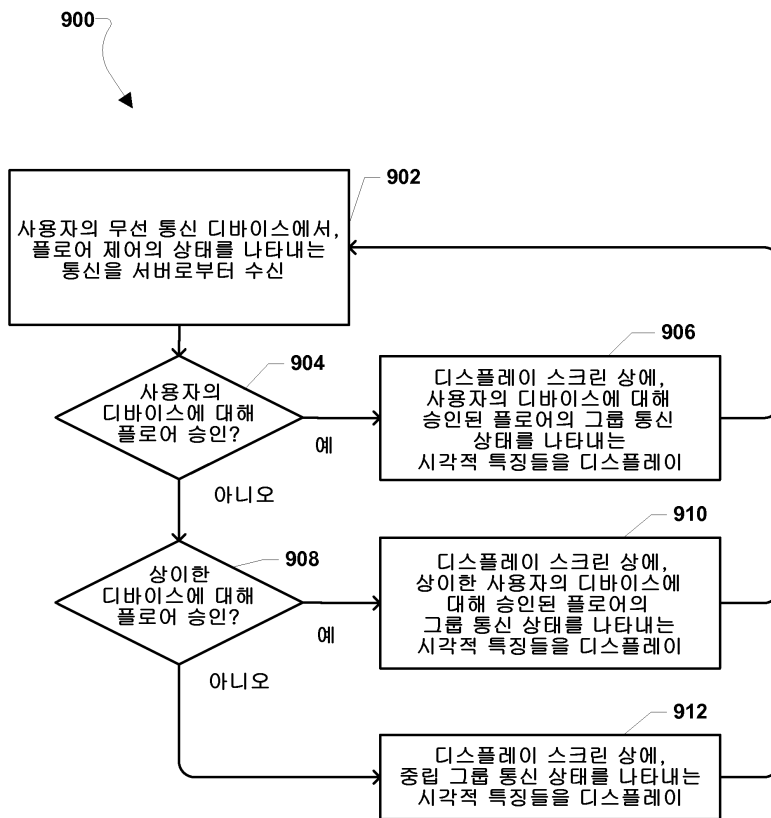 900
902
사용자의 무선 통신 디바이스에서,
플로어 제어의 상태를 나타내는
통신을 서버로부터 수신
904
사용자의
디바이스에 대해
플로어 승인?
예
아니오
906
디스플레이 스크린 상에,
사용자의 디바이스에 대해
승인된 플로어의 그룹 통신
상태를 나타내는
시각적 특징들을 디스플레이
908
상이한
디바이스에 대해
플로어 승인?
예
아니오
910
디스플레이 스크린 상에,
상이한 사용자의 디바이스에
대해 승인된 플로어의
그룹 통신 상태를 나타내는
시각적 특징들을 디스플레이
912
디스플레이 스크린 상에,
중립 그룹 통신 상태를 나타내는
시각적 특징들을 디스플레이